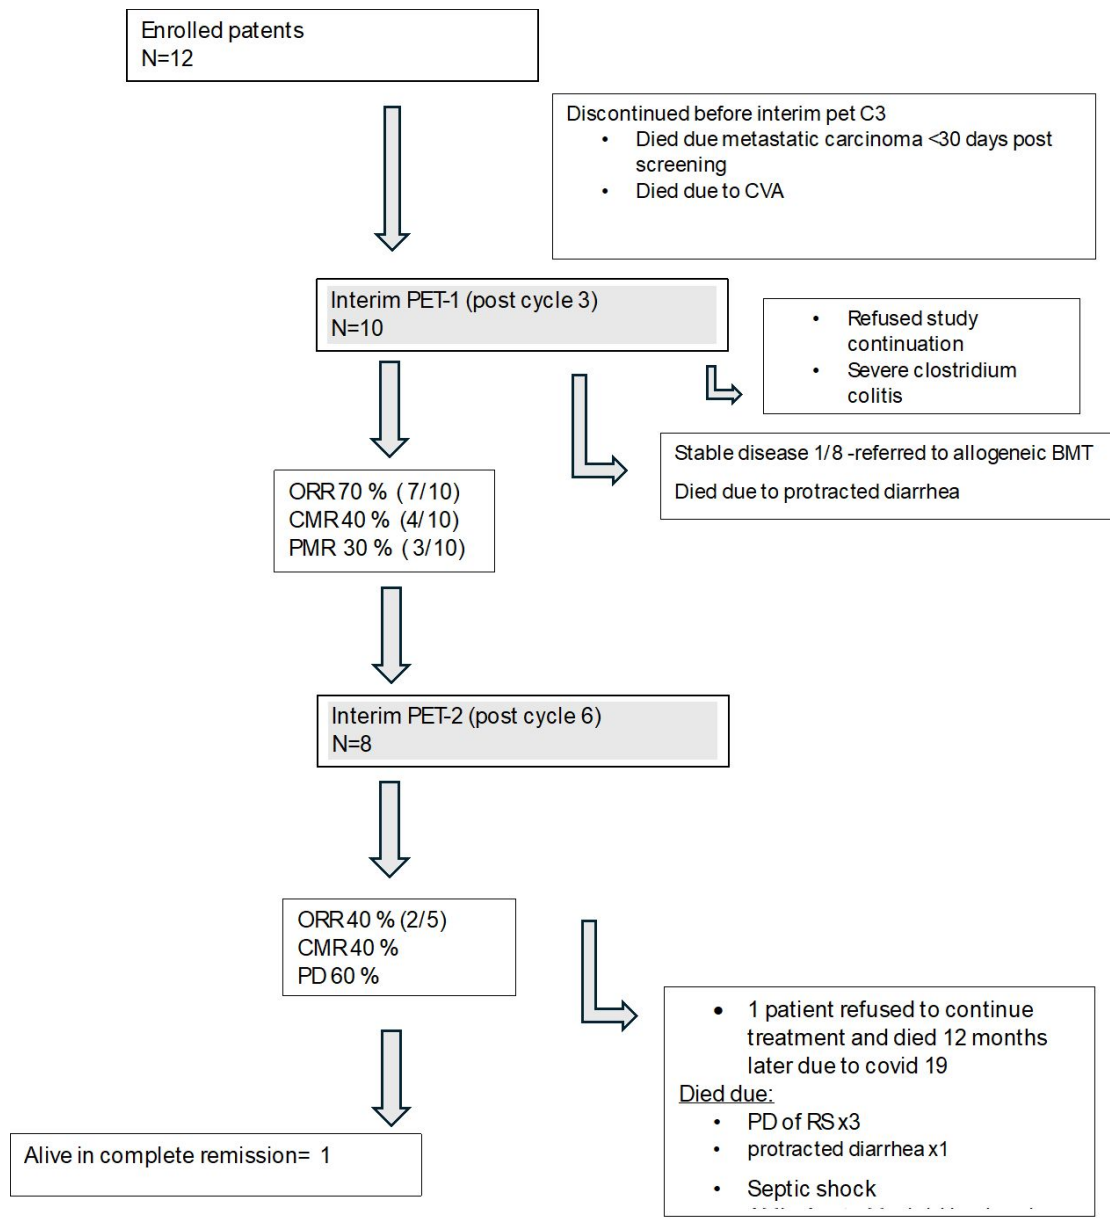 Enrolled patents
N=12
Discontinued before interim pet C3
• Died due metastatic carcinoma <30 days post
screening
• Died due to CVA
Interim PET-1 (post cycle 3)
N=10
• Refused study
continuation
• Severe clostridium
colitis
Stable disease 1/8 -referred to allogeneic BMT
Died due to protracted diarrhea
ORR 70 % (7/10)
CMR 40% (4/10)
PMR 30 % (3/10)
Interim PET-2 (post cycle 6)
N=8
ORR 40 % (2/5)
CMR 40 %
PD 60 %
• 1 patient refused to continue
treatment and died 12 months
later due to covid 19
Died due:
• PD of RS x3
• protracted diarrhea x1
• Septic shock
Alive in complete remission= 1